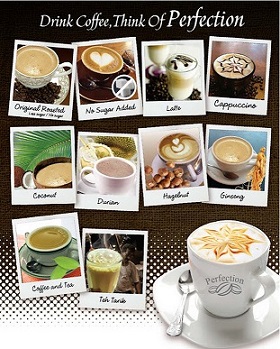 Drink Coffee, Think Of Perfection
Original Roasted
No Sugar Added
Latte
Cappuccino
Coconut
Durian
Hazelnut
Ginseng
Coffee and Tea
Teh Tarik
Perfection